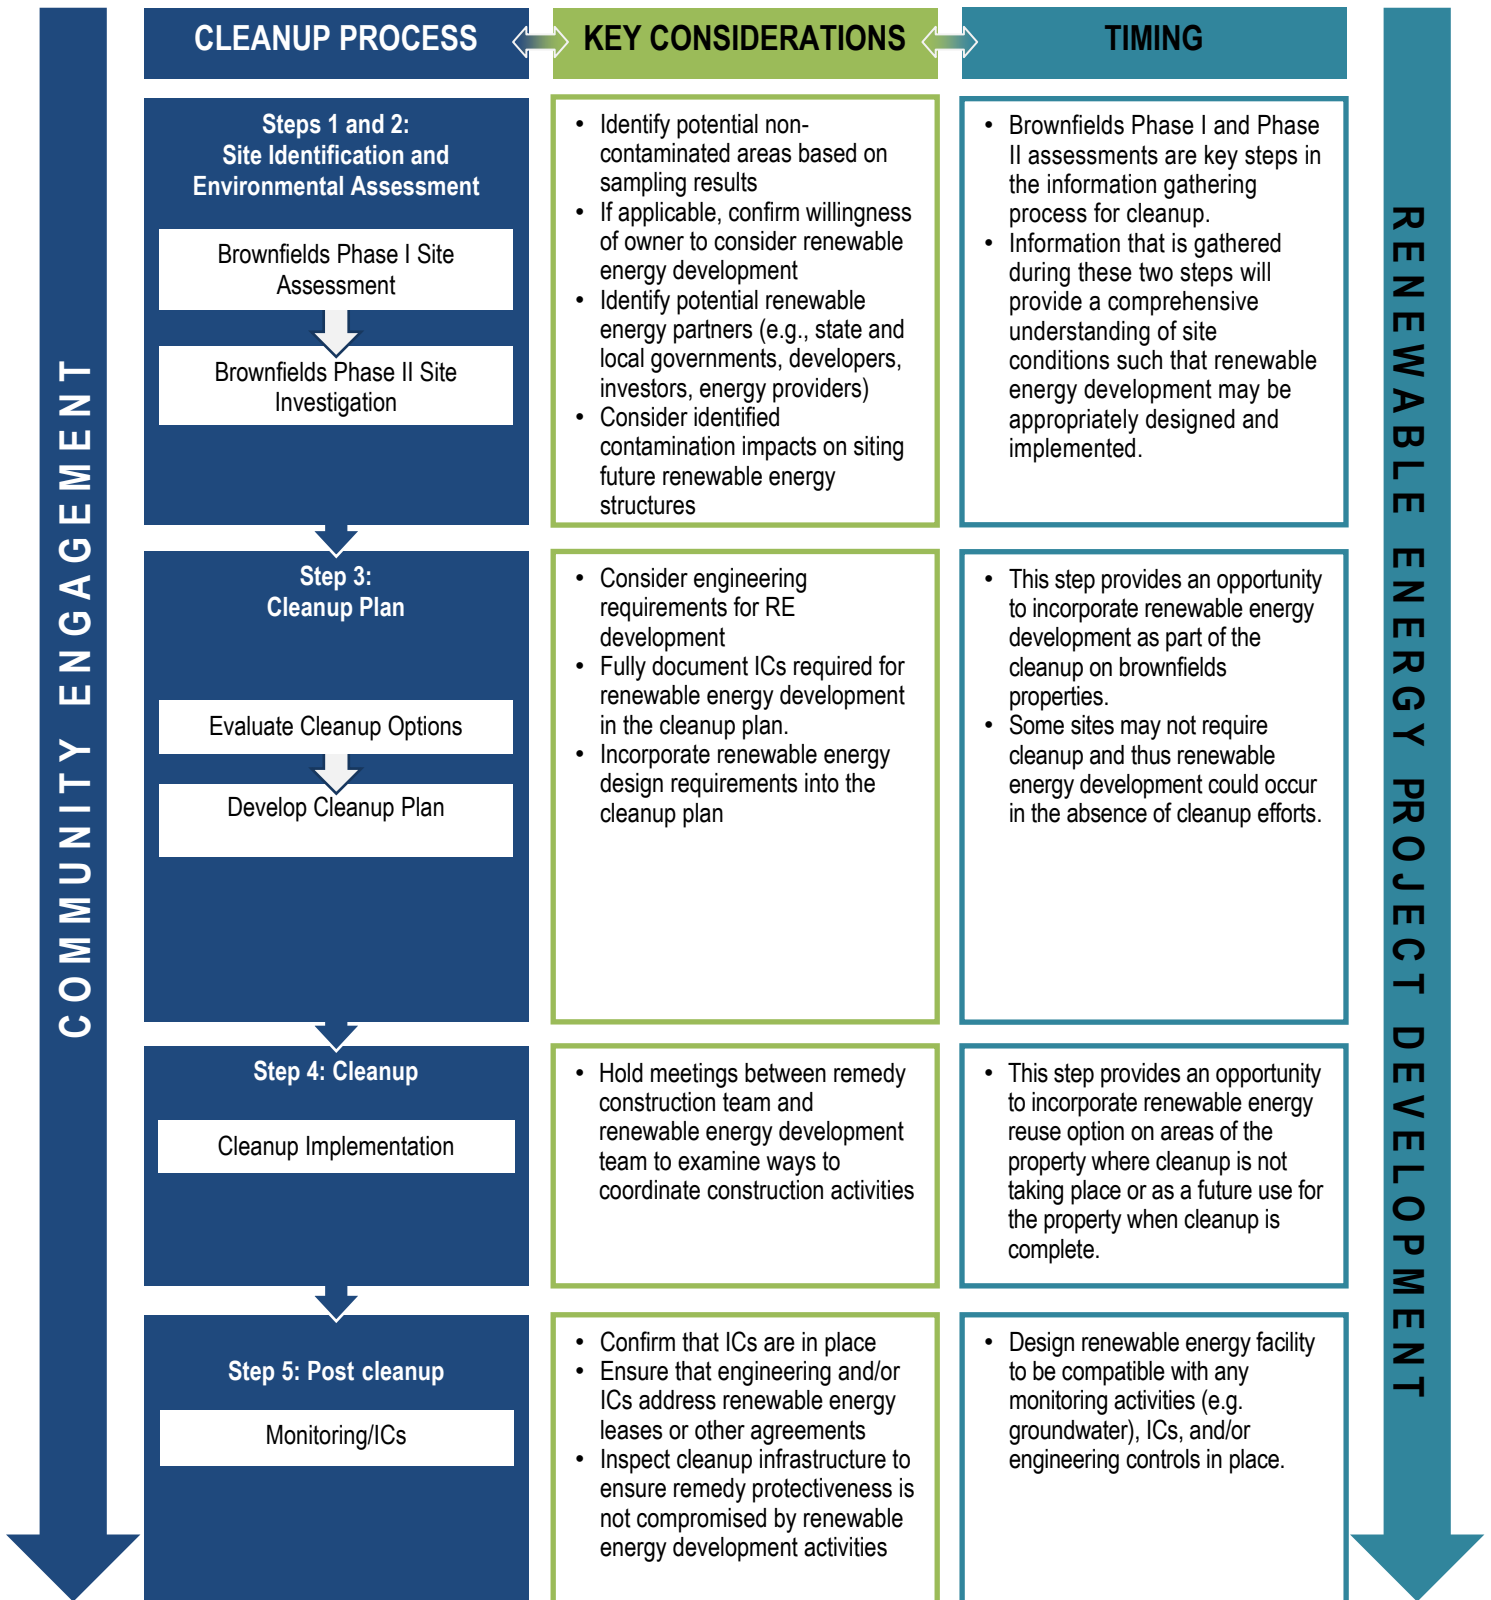 CLEANUP PROCESS
KEY CONSIDERATIONS
TIMING
COMMUNITY ENGAGEMENT
Steps 1 and 2:
Site Identification and
Environmental Assessment
Brownfields Phase I Site
Assessment
Brownfields Phase II Site
Investigation
• Identify potential non-
contaminated areas based on
sampling results
• If applicable, confirm willingness
of owner to consider renewable
energy development
• Identify potential renewable
energy partners (e.g., state and
local governments, developers,
investors, energy providers)
• Consider identified
contamination impacts on siting
future renewable energy
structures
• Brownfields Phase I and Phase
II assessments are key steps in
the information gathering
process for cleanup.
• Information that is gathered
during these two steps will
provide a comprehensive
understanding of site
conditions such that renewable
energy development may be
appropriately designed and
implemented.
Step 3:
Cleanup Plan
Evaluate Cleanup Options
Develop Cleanup Plan
• Consider engineering
requirements for RE
development
• Fully document ICs required for
renewable energy development
in the cleanup plan.
• Incorporate renewable energy
design requirements into the
cleanup plan
• This step provides an opportunity
to incorporate renewable energy
development as part of the
cleanup on brownfields
properties.
• Some sites may not require
cleanup and thus renewable
energy development could occur
in the absence of cleanup efforts.
Step 4: Cleanup
Cleanup Implementation
• Hold meetings between remedy
construction team and
renewable energy development
team to examine ways to
coordinate construction activities
• This step provides an opportunity
to incorporate renewable energy
reuse option on areas of the
property where cleanup is not
taking place or as a future use for
the property when cleanup is
complete.
Step 5: Post cleanup
Monitoring/ICs
• Confirm that ICs are in place
• Ensure that engineering and/or
ICs address renewable energy
leases or other agreements
• Inspect cleanup infrastructure to
ensure remedy protectiveness is
not compromised by renewable
energy development activities
• Design renewable energy facility
to be compatible with any
monitoring activities (e.g.
groundwater), ICs, and/or
engineering controls in place.
RENEWABLE ENERGY PROJECT DEVELOPMENT